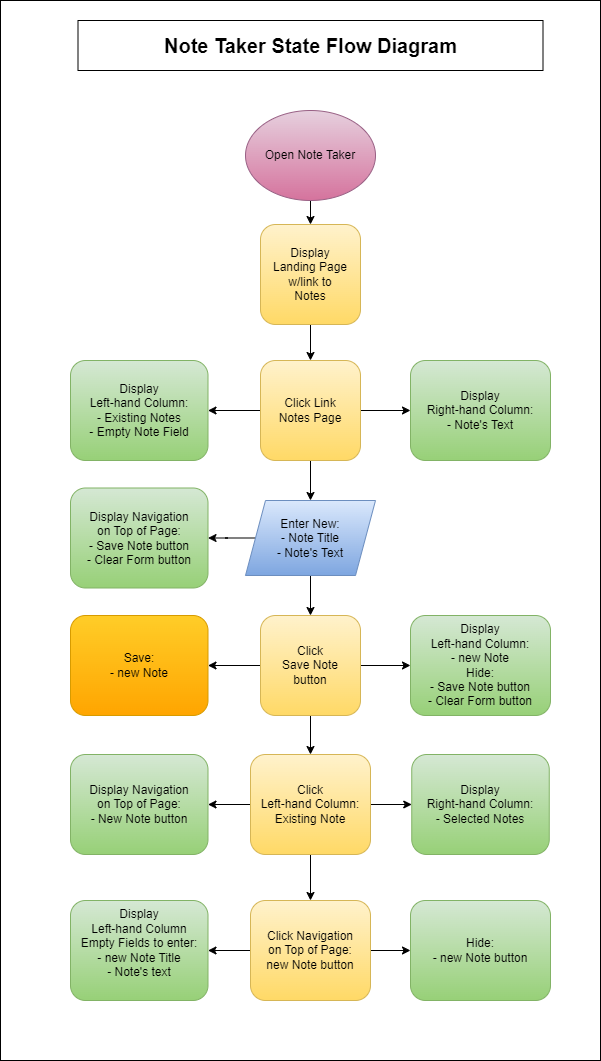 Note Taker State Flow Diagram
Open Note Taker
Display
Landing Page
w/link to
Notes
Display
Left-hand Column:
- Existing Notes
- Empty Note Field
Click Link
Notes Page
Display
Right-hand Column:
- Note's Text
Display Navigation
on Top of Page:
- Save Note button
- Clear Form button
Enter New:
- Note Title
- Note's Text
Save:
- new Note
Click
Save Note
button
Display
Left-hand Column:
- new Note
Hide:
- Save Note button
- Clear Form button
Display Navigation
on Top of Page:
- New Note button
Click
Left-hand Column:
Existing Note
Display
Right-hand Column:
- Selected Notes
Display
Left-hand Column
Empty Fields to enter:
- new Note Title
- Note's text
Click Navigation
on Top of Page:
new Note button
Hide:
- new Note button